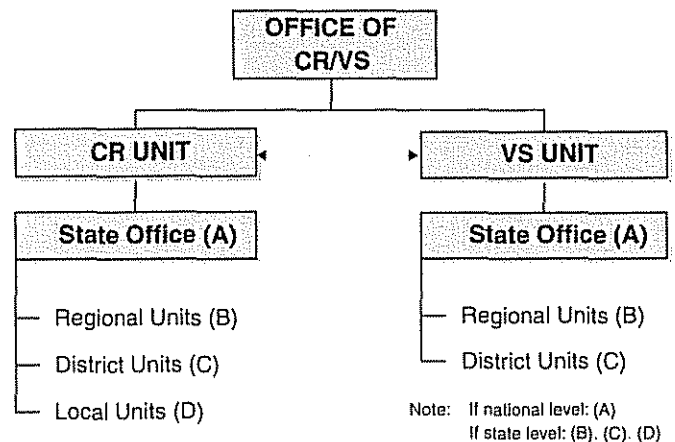 OFFICE OF
CR/VS
CR UNIT
VS UNIT
State Office (A)
State Office (A)
Regional Units (B)
District Units (C)
Local Units (D)
Regional Units (B)
District Units (C)
Note: If national level: (A)
If state level: (B), (C), (D)